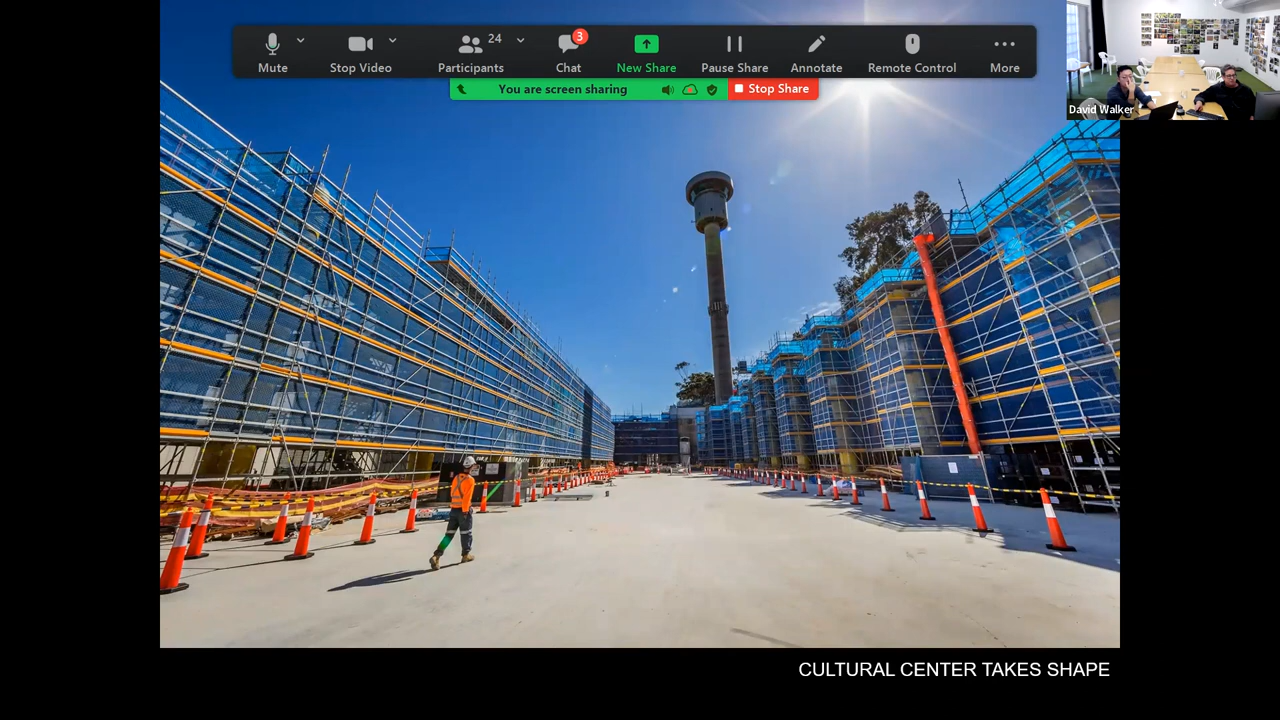 24
3
Mute
Stop Video
Participants
Chat
New Share
Pause Share
Annotate
Remote Control
More
You are screen sharing
Stop Share
David Walker
CULTURAL CENTER TAKES SHAPE